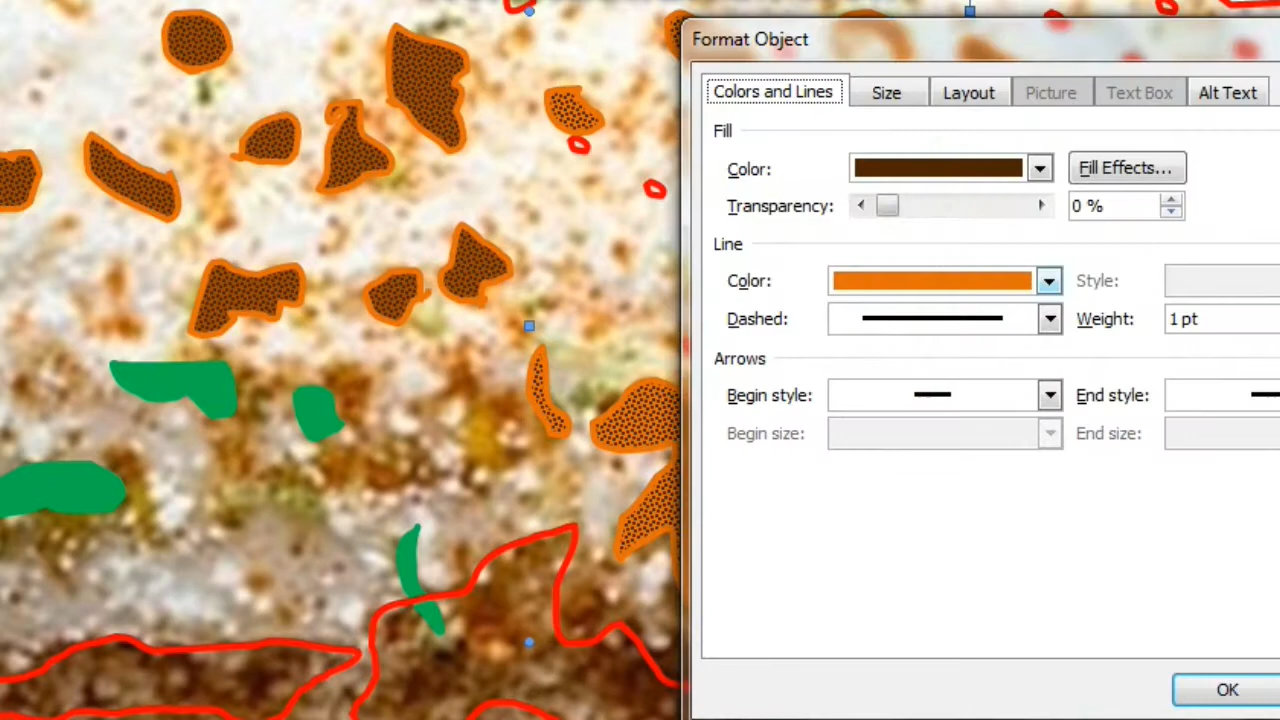 Format Object
Colors and Lines Size Layout Picture Text Box Alt Text
Fill
Color: Fill Effects...
Transparency: 0 %
Line
Color: Style:
Dashed: Weight: 1 pt
Arrows
Begin style: End style:
Begin size: End size:
OK